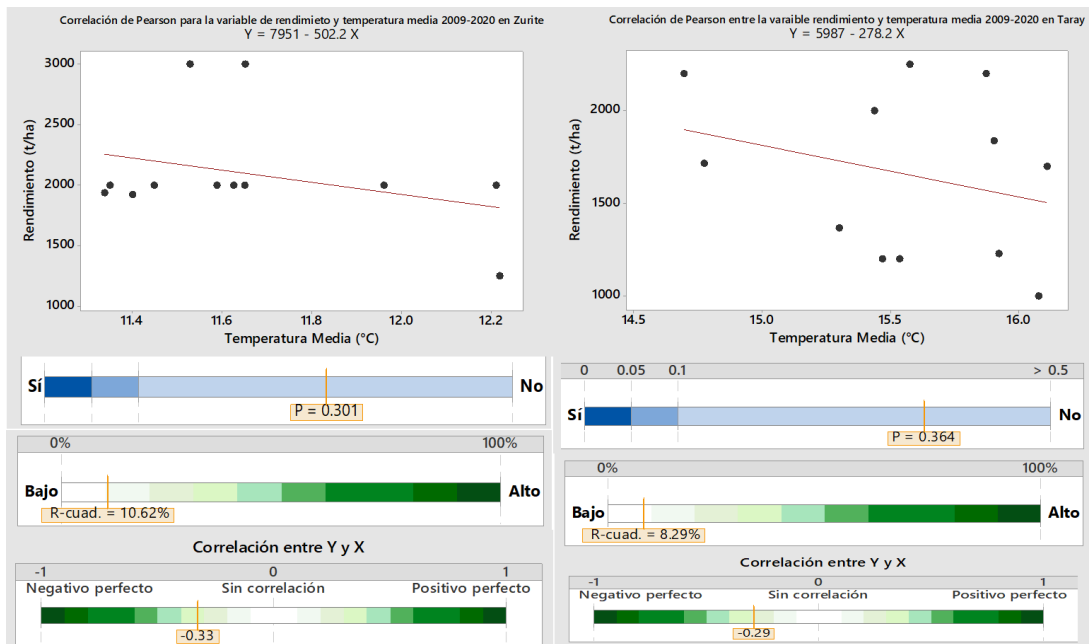 Correlación de Pearson para la variable de rendimieto y temperatura media 2009-2020 en Zurite
Y = 7951 - 502.2 X
3000
2500
2000
1500
1000
Rendimiento (t/ha)
11.4 11.6 11.8 12.0 12.2
Temperatura Media (°C)
Sí No
P = 0.301
0% 100%
Bajo Alto
R-cuad. = 10.62%
Correlación entre Y y X
-1 0 1
Negativo perfecto Sin correlación Positivo perfecto
-0.33
Correlación de Pearson entre la varaible rendimiento y temperatura media 2009-2020 en Taray
Y = 5987 - 278.2 X
2000
1500
1000
Rendimiento (t/ha)
14.5 15.0 15.5 16.0
Temperatura Media (°C)
0 0.05 0.1 > 0.5
Sí No
P = 0.364
0% 100%
Bajo Alto
R-cuad. = 8.29%
Correlación entre Y y X
-1 0 1
Negativo perfecto Sin correlación Positivo perfecto
-0.29